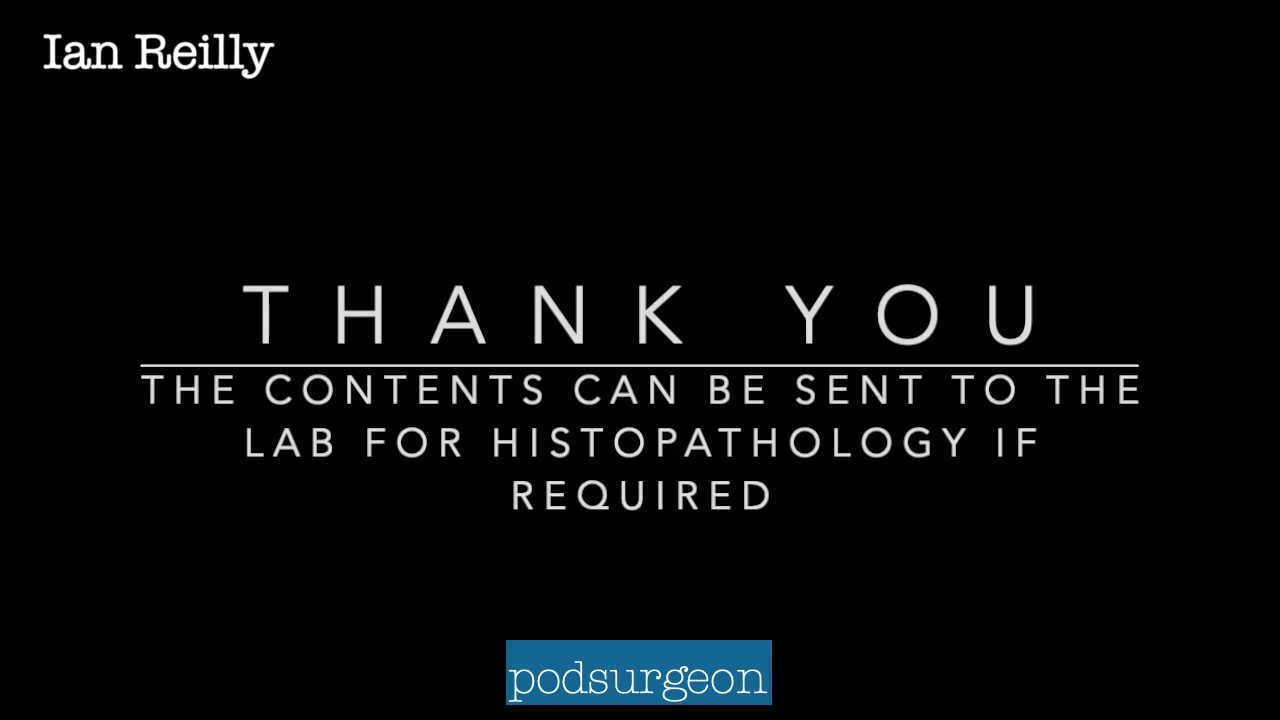 Ian Reilly
THANK YOU
THE CONTENTS CAN BE SENT TO THE
LAB FOR HISTOPATHOLOGY IF
REQUIRED
podsurgeon